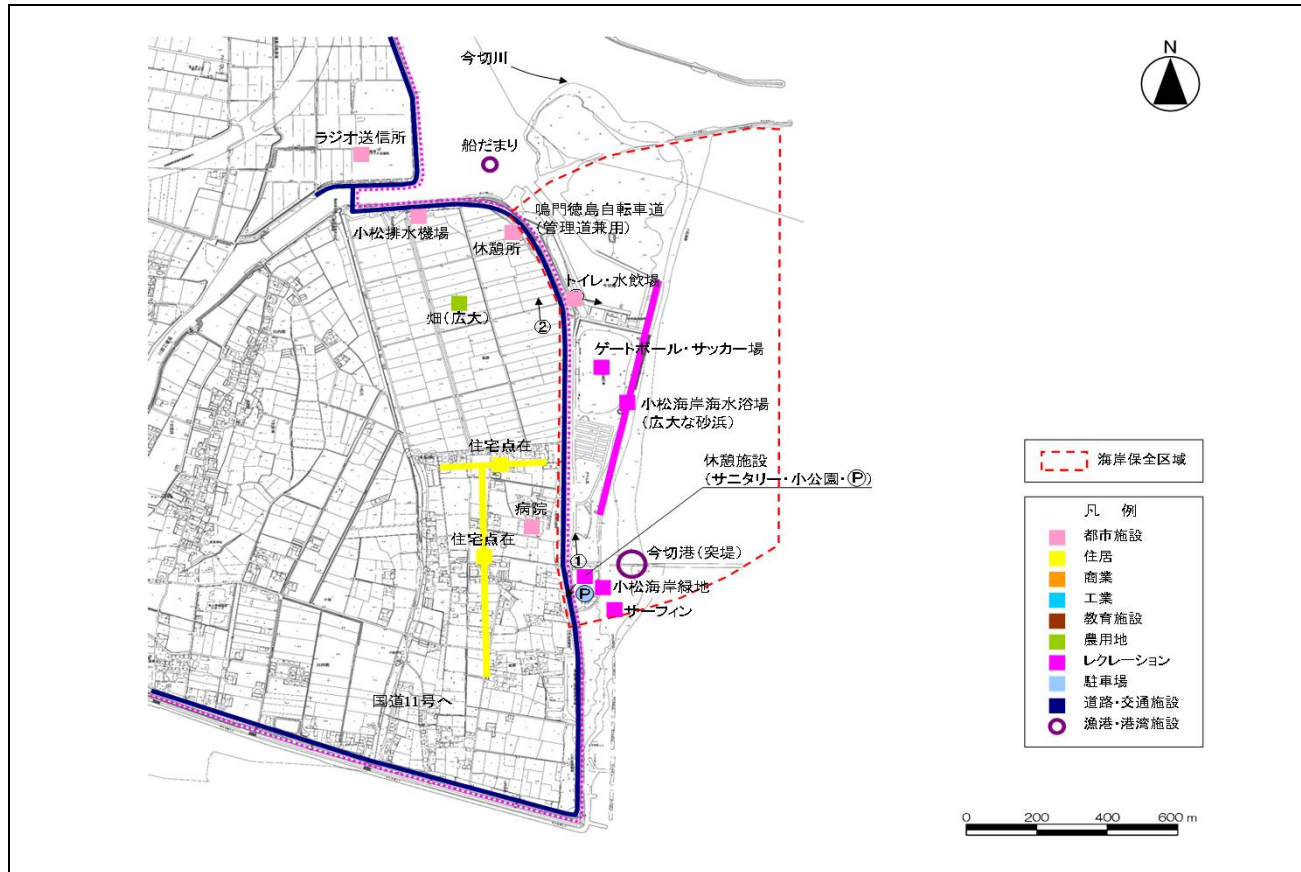 今切川
N
ラジオ送信所
船だまり
鳴門徳島自転車道
(管理道兼用)
小松排水機場
休憩所
トイレ・水飲場
畑(広大)
②
ゲートボール・サッカー場
小松海岸海水浴場
(広大な砂浜)
住宅点在
休憩施設
(サニタリー・小公園・Ⓟ)
病院
住宅点在
①
今切港(突堤)
Ⓟ
小松海岸緑地
サーフィン
国道11号へ
海岸保全区域
凡 例
都市施設
住居
商業
工業
教育施設
農用地
レクレーション
駐車場
道路・交通施設
漁港・港湾施設
0 200 400 600 m